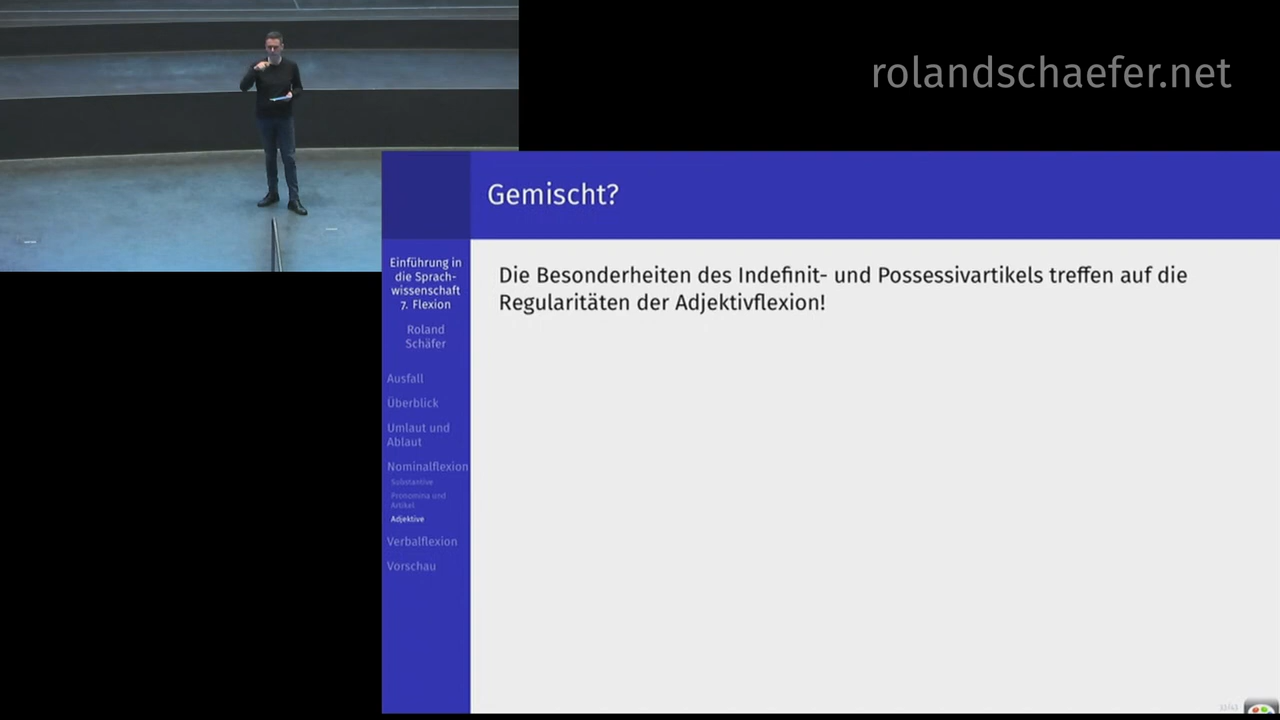 rolandschaefer.net
Gemischt?
Einführung in
die Sprach-
wissenschaft
7. Flexion
Roland
Schäfer
Ausfall
Überblick
Umlaut und
Ablaut
Nominalflexion
Substantive
Pronomina und
Artikel
Adjektive
Verbalflexion
Vorschau
Die Besonderheiten des Indefinit- und Possessivartikels treffen auf die
Regularitäten der Adjektivflexion!